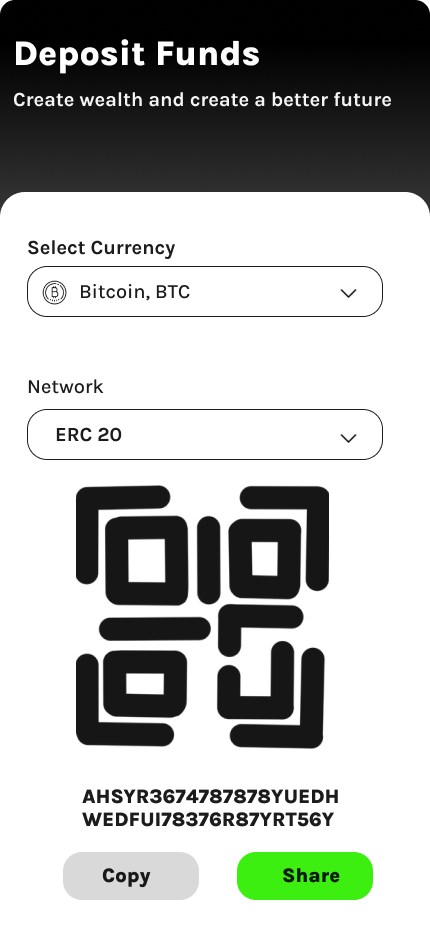 Deposit Funds
Create wealth and create a better future
Select Currency
Bitcoin, BTC
Network
ERC 20
AHSYR3674787878YUEDH
WEDFUI78376R87YRT56Y
Copy
Share